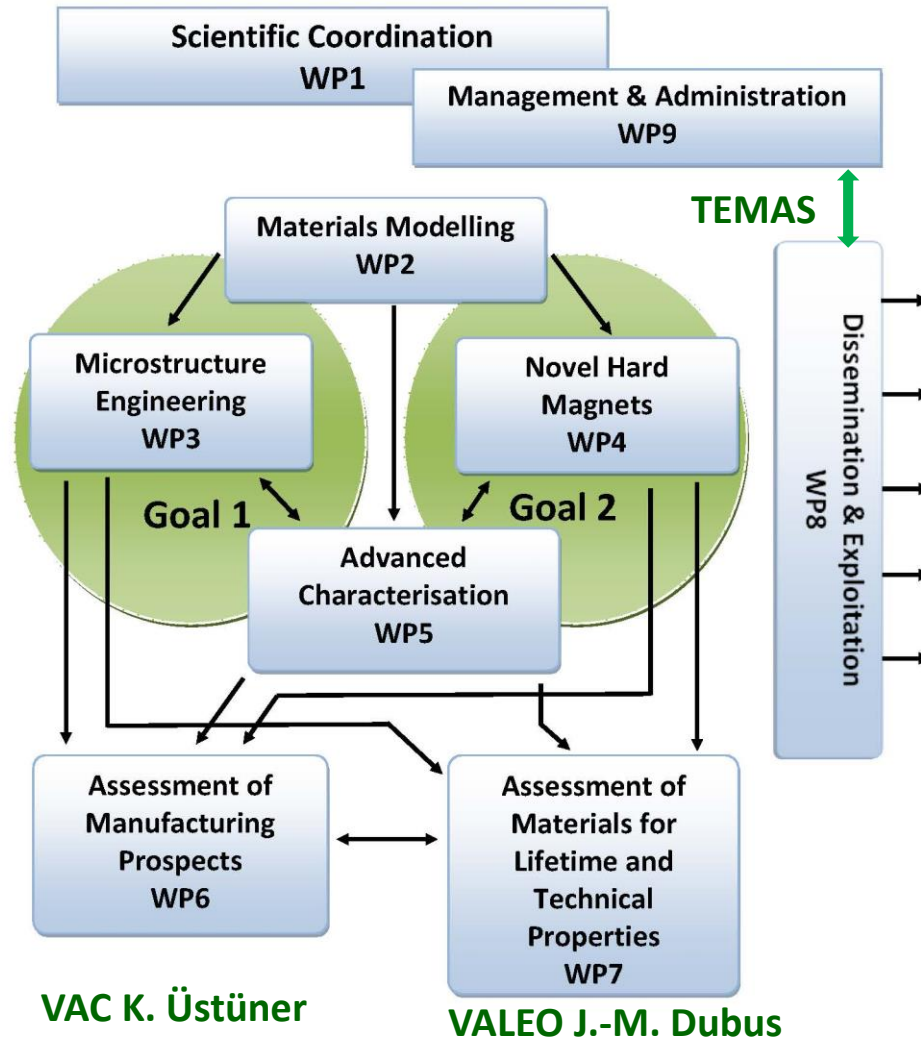 Scientific Coordination
WP1
Management & Administration
WP9
TEMAS
Materials Modelling
WP2
Microstructure
Engineering
WP3
Novel Hard
Magnets
WP4
Goal 1
Goal 2
Advanced
Characterisation
WP5
Dissemination & Exploitation
WP8
Assessment of
Manufacturing
Prospects
WP6
Assessment of
Materials for
Lifetime and
Technical
Properties
WP7
VAC K. Üstüner
VALEO J.-M. Dubus